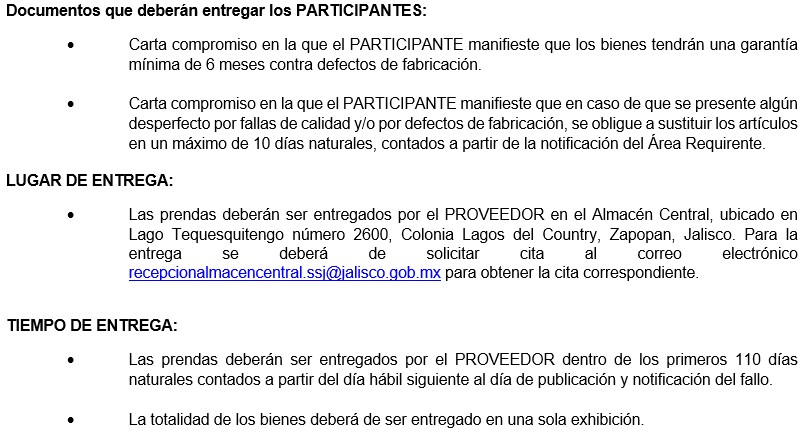 Documentos que deberán entregar los PARTICIPANTES:
• Carta compromiso en la que el PARTICIPANTE manifieste que los bienes tendrán una garantía
mínima de 6 meses contra defectos de fabricación.
• Carta compromiso en la que el PARTICIPANTE manifieste que en caso de que se presente algún
desperfecto por fallas de calidad y/o por defectos de fabricación, se obligue a sustituir los artículos
en un máximo de 10 días naturales, contados a partir de la notificación del Área Requirente.
LUGAR DE ENTREGA:
• Las prendas deberán ser entregados por el PROVEEDOR en el Almacén Central, ubicado en
Lago Tequesquitengo número 2600, Colonia Lagos del Country, Zapopan, Jalisco. Para la
entrega se deberá de solicitar cita al correo electrónico
recepcionalmacencentral.ssj@jalisco.gob.mx para obtener la cita correspondiente.
TIEMPO DE ENTREGA:
• Las prendas deberán ser entregados por el PROVEEDOR dentro de los primeros 110 días
naturales contados a partir del día hábil siguiente al día de publicación y notificación del fallo.
• La totalidad de los bienes deberá de ser entregado en una sola exhibición.